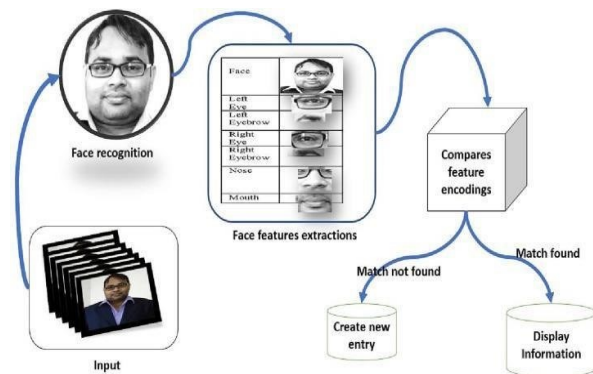 Face recognition
Face
Left
Eye
Left
Eyebrow
Right
Eye
Right
Eyebrow
Nose
Mouth
Face features extractions
Compares
feature
encodings
Match not found
Match found
Create new
entry
Display
Information
Input